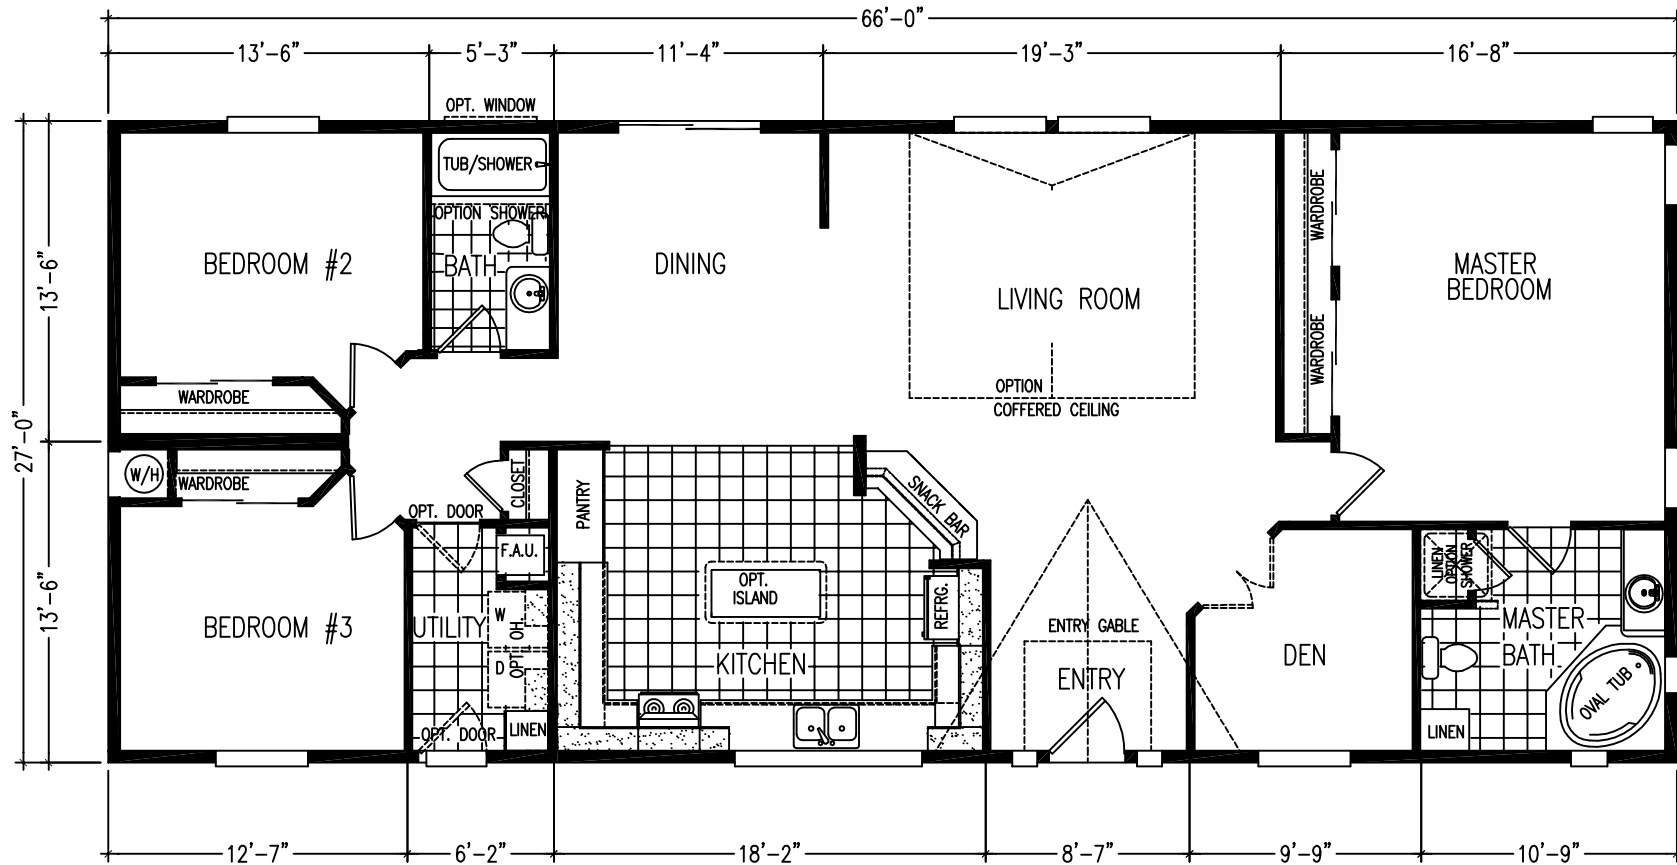 66'-0"
13'-6"
5'-3"
11'-4"
19'-3"
16'-8"
OPT. WINDOW
TUB/SHOWER
OPTION SHOWER
BATH
BEDROOM #2
DINING
LIVING ROOM
MASTER
BEDROOM
WARDROBE
WARDROBE
13'-6"
27'-0"
WARDROBE
OPTION
COFFERED CEILING
W/H
WARDROBE
CLOSET
PANTRY
SNACK BAR
OPT. DOOR
F.A.U.
OPT.
ISLAND
REFRG.
LINEN
OPTION
SHOWER
13'-6"
BEDROOM #3
UTILITY
W
D
OPT. OH
KITCHEN
ENTRY GABLE
ENTRY
DEN
MASTER
BATH
OVAL TUB
OPT. DOOR
LINEN
LINEN
12'-7"
6'-2"
18'-2"
8'-7"
9'-9"
10'-9"